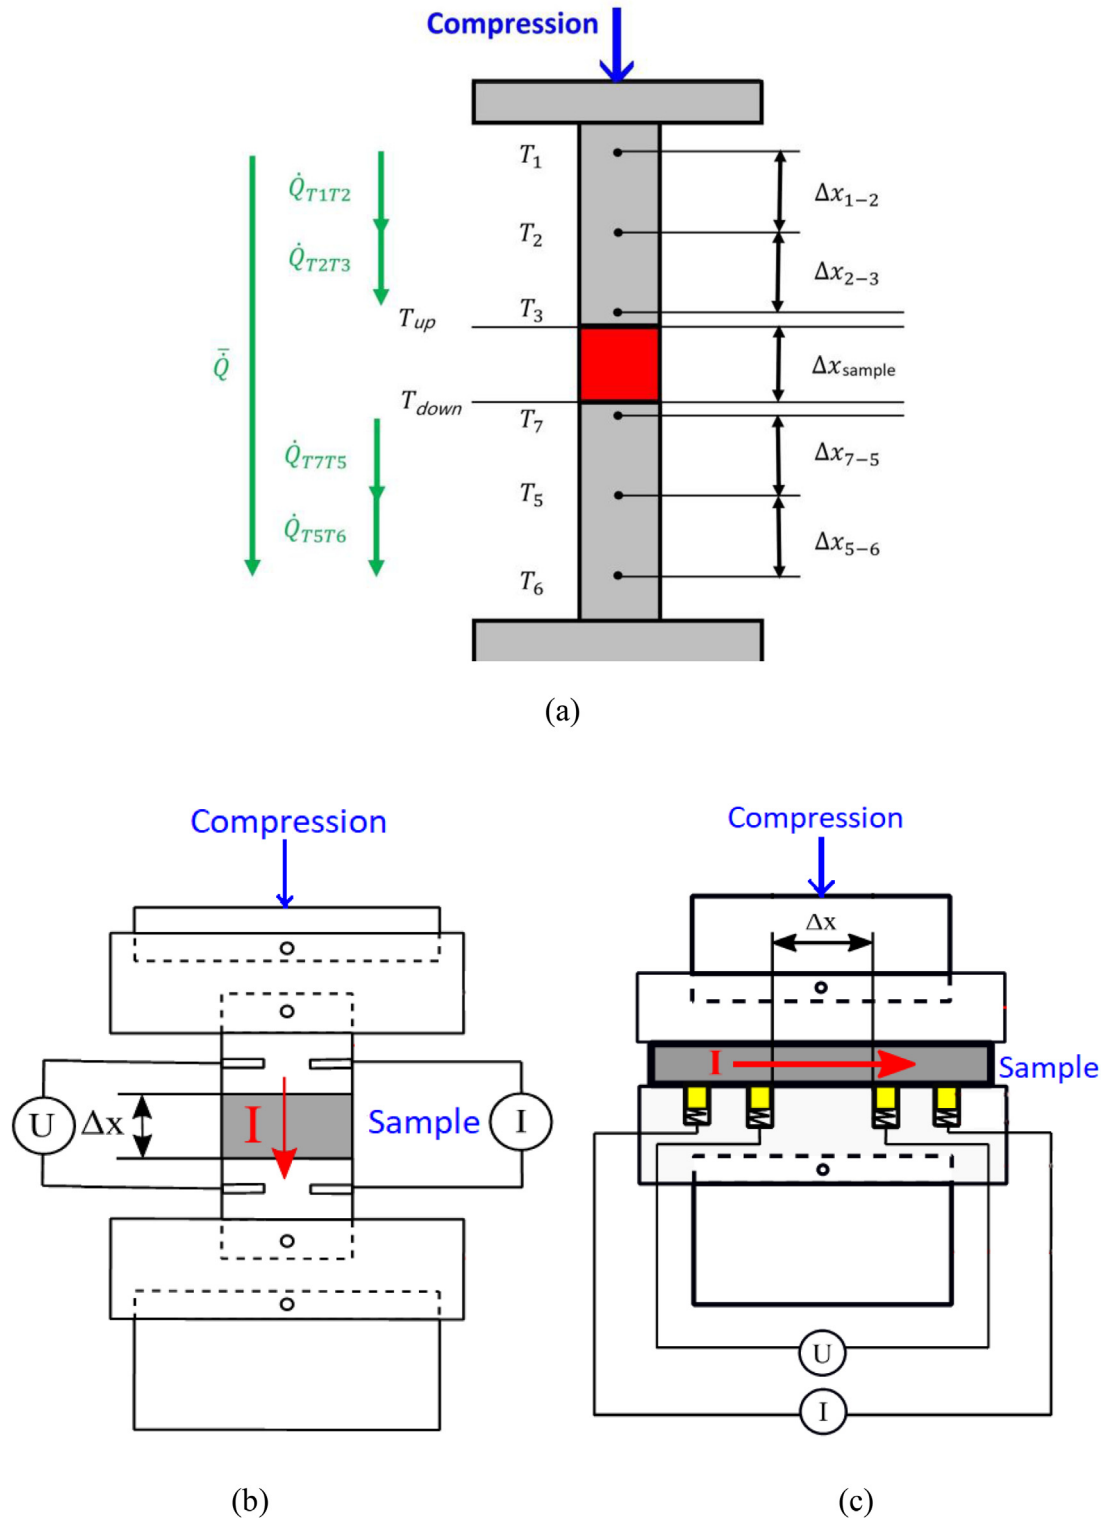 Compression
T1
Q̇T1T2
Δx1−2
T2
Q̇T2T3
Δx2−3
T3
Tup
Q̄̇
Δxsample
Tdown
T7
Q̇T7T5
Δx7−5
T5
Q̇T5T6
Δx5−6
T6
(a)
Compression
U
Δx
I
Sample
I
(b)
Compression
Δx
I
Sample
U
I
(c)